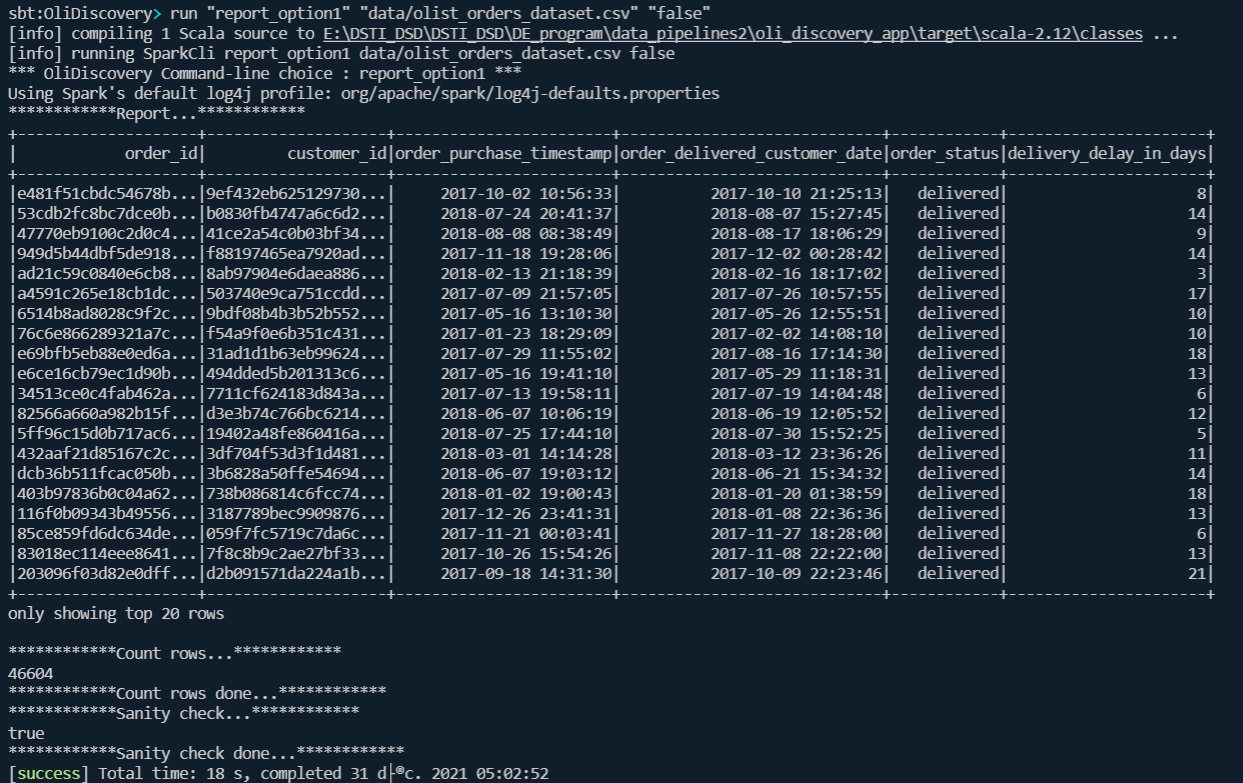 sbt:OliDiscovery> run "report_option1" "data/olist_orders_dataset.csv" "false"
[info] compiling 1 Scala source to E:\DSTI_DSD\DSTI_DSD\DE_program\data_pipelines2\oli_discovery_app\target\scala-2.12\classes ...
[info] running SparkCli report_option1 data/olist_orders_dataset.csv false
*** OliDiscovery Command-line choice : report_option1 ***
Using Spark's default log4j profile: org/apache/spark/log4j-defaults.properties
************Report...************
+--------------------+--------------------+------------------------+-----------------------------+------------+----------------------+
|            order_id|         customer_id|order_purchase_timestamp|order_delivered_customer_date|order_status|delivery_delay_in_days|
+--------------------+--------------------+------------------------+-----------------------------+------------+----------------------+
|e481f51cbdc54678b...|9ef432eb625129730...|     2017-10-02 10:56:33|          2017-10-10 21:25:13|   delivered|                     8|
|53cdb2fc8bc7dce0b...|b0830fb4747a6c6d2...|     2018-07-24 20:41:37|          2018-08-07 15:27:45|   delivered|                    14|
|47770eb9100c2d0c4...|41ce2a54c0b03bf34...|     2018-08-08 08:38:49|          2018-08-17 18:06:29|   delivered|                     9|
|949d5b44dbf5de918...|f88197465ea7920ad...|     2017-11-18 19:28:06|          2017-12-02 00:28:42|   delivered|                    14|
|ad21c59c0840e6cb8...|8ab97904e6daea886...|     2018-02-13 21:18:39|          2018-02-16 18:17:02|   delivered|                     3|
|a4591c265e18cb1dc...|503740e9ca751ccdd...|     2017-07-09 21:57:05|          2017-07-26 10:57:55|   delivered|                    17|
|6514b8ad8028c9f2c...|9bdf08b4b3b52b552...|     2017-05-16 13:10:30|          2017-05-26 12:55:51|   delivered|                    10|
|76c6e866289321a7c...|f54a9f0e6b351c431...|     2017-01-23 18:29:09|          2017-02-02 14:08:10|   delivered|                    10|
|e69bfb5eb88e0ed6a...|31ad1d1b63eb99624...|     2017-07-29 11:55:02|          2017-08-16 17:14:30|   delivered|                    18|
|e6ce16cb79ec1d90b...|494dded5b201313c6...|     2017-05-16 19:41:10|          2017-05-29 11:18:31|   delivered|                    13|
|34513ce0c4fab462a...|7711cf624183d843a...|     2017-07-13 19:58:11|          2017-07-19 14:04:48|   delivered|                     6|
|82566a660a982b15f...|d3e3b74c766bc6214...|     2018-06-07 10:06:19|          2018-06-19 12:05:52|   delivered|                    12|
|5ff96c15d0b717ac6...|19402a48fe860416a...|     2018-07-25 17:44:10|          2018-07-30 15:52:25|   delivered|                     5|
|432aaf21d85167c2c...|3df704f53d3f1d481...|     2018-03-01 14:14:28|          2018-03-12 23:36:26|   delivered|                    11|
|dcb36b511fcac050b...|3b6828a50ffe54694...|     2018-06-07 19:03:12|          2018-06-21 15:34:32|   delivered|                    14|
|403b97836b0c04a62...|738b086814c6fcc74...|     2018-01-02 19:00:43|          2018-01-20 01:38:59|   delivered|                    18|
|116f0b09343b49556...|3187789bec9909876...|     2017-12-26 23:41:31|          2018-01-08 22:36:36|   delivered|                    13|
|85ce859fd6dc634de...|059f7fc5719c7da6c...|     2017-11-21 00:03:41|          2017-11-27 18:28:00|   delivered|                     6|
|83018ec114eee8641...|7f8c8b9c2ae27bf33...|     2017-10-26 15:54:26|          2017-11-08 22:22:00|   delivered|                    13|
|203096f03d82e0dff...|d2b091571da224a1b...|     2017-09-18 14:31:30|          2017-10-09 22:23:46|   delivered|                    21|
+--------------------+--------------------+------------------------+-----------------------------+------------+----------------------+
only showing top 20 rows
************Count rows...************
46604
************Count rows done...************
************Sanity check...************
true
************Sanity check done...************
[success] Total time: 18 s, completed 31 d├®c. 2021 05:02:52